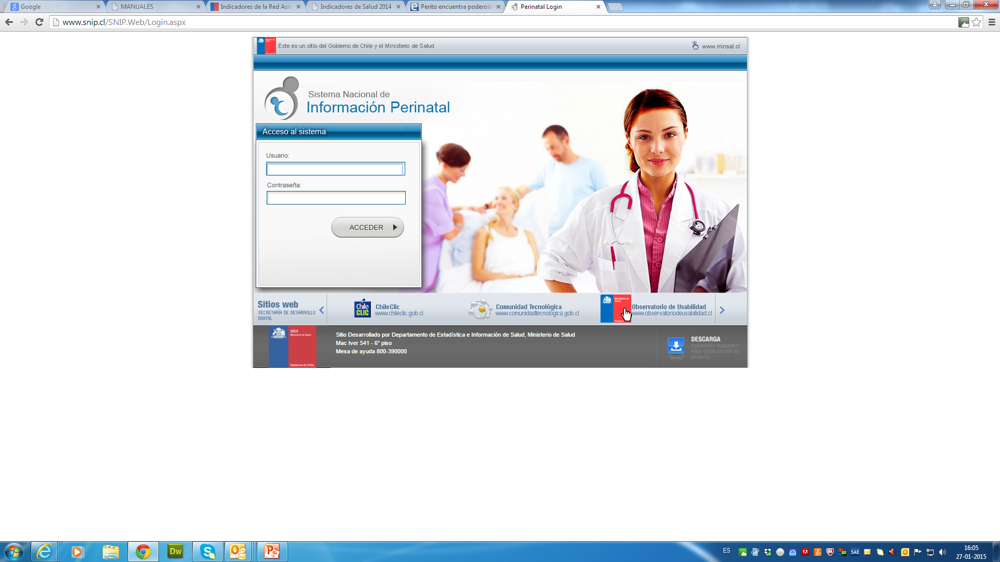 Google
MANUALES
Indicadores de la Red Asis
Indicadores de Salud 2014
Perito encuentra poderosa
Perinatal Login
www.snip.cl/SNIP.Web/Login.aspx
Este es un sitio del Gobierno de Chile y el Ministerio de Salud
www.minsal.cl
Sistema Nacional de
Información Perinatal
Acceso al sistema
Usuario:
Contraseña:
ACCEDER
Sitios web
SECRETARÍA DE DESARROLLO
DIGITAL
Chile
CLIC
ChileClic
www.chileclic.gob.cl
Comunidad Tecnológica
www.comunidadtecnologica.gob.cl
Ministerio de
Salud
Observatorio de Usabilidad
www.observatoriodeusabilidad.cl
DEIS
Ministerio de Salud
Gobierno de Chile
Sitio Desarrollado por Departamento de Estadística e Información de Salud, Ministerio de Salud
Mac Iver 541 - 6° piso
Mesa de ayuda 800-390000
DESCARGA
PROGRAMAS AUXILIARES
PARA VISUALIZACIÓN DE
ARCHIVOS
Dw
ES
SAE
16:05
27-01-2015